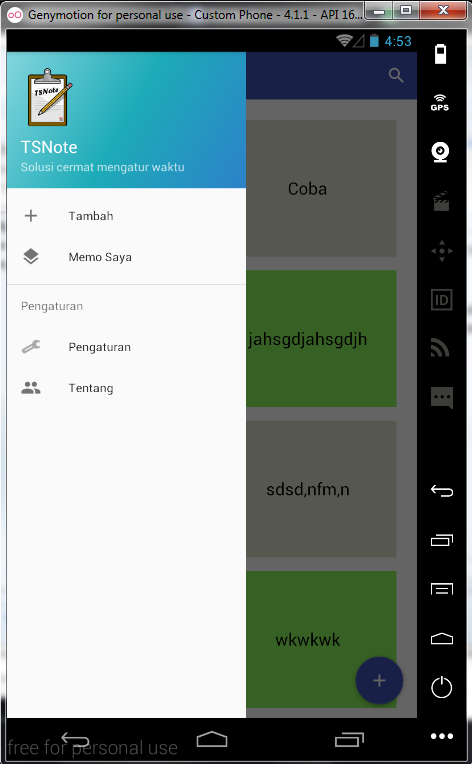 Genymotion for personal use - Custom Phone - 4.1.1 - API 16...
4:53
TSNote
TSNote
Solusi cermat mengatur waktu
Tambah
Memo Saya
Pengaturan
Pengaturan
Tentang
Coba
jahsgdjahsgdjh
sdsd,nfm,n
wkwkwk
GPS
ID
free for personal use